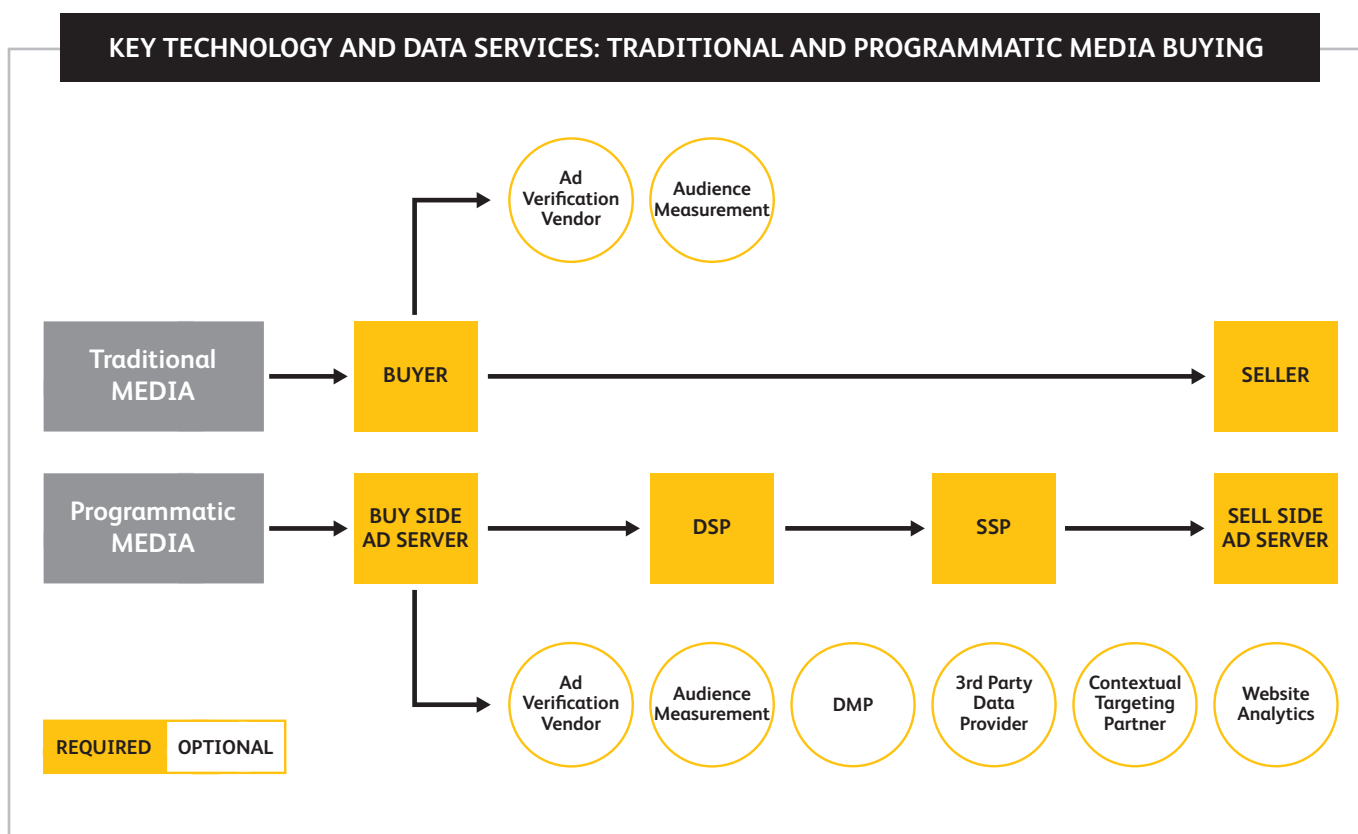 KEY TECHNOLOGY AND DATA SERVICES: TRADITIONAL AND PROGRAMMATIC MEDIA BUYING
Ad
Verification
Vendor
Audience
Measurement
Traditional
MEDIA
BUYER
SELLER
Programmatic
MEDIA
BUY SIDE
AD SERVER
DSP
SSP
SELL SIDE
AD SERVER
Ad
Verification
Vendor
Audience
Measurement
DMP
3rd Party
Data
Provider
Contextual
Targeting
Partner
Website
Analytics
REQUIRED
OPTIONAL